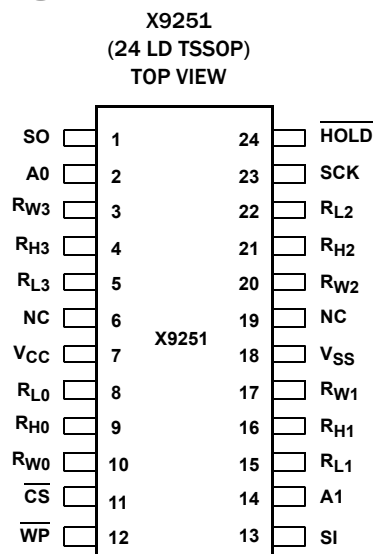 X9251
(24 LD TSSOP)
TOP VIEW
SO 1 24 HOLD
A0 2 23 SCK
RW3 3 22 RL2
RH3 4 21 RH2
RL3 5 20 RW2
NC 6 19 NC
X9251
VCC 7 18 VSS
RL0 8 17 RW1
RH0 9 16 RH1
RW0 10 15 RL1
CS 11 14 A1
WP 12 13 SI